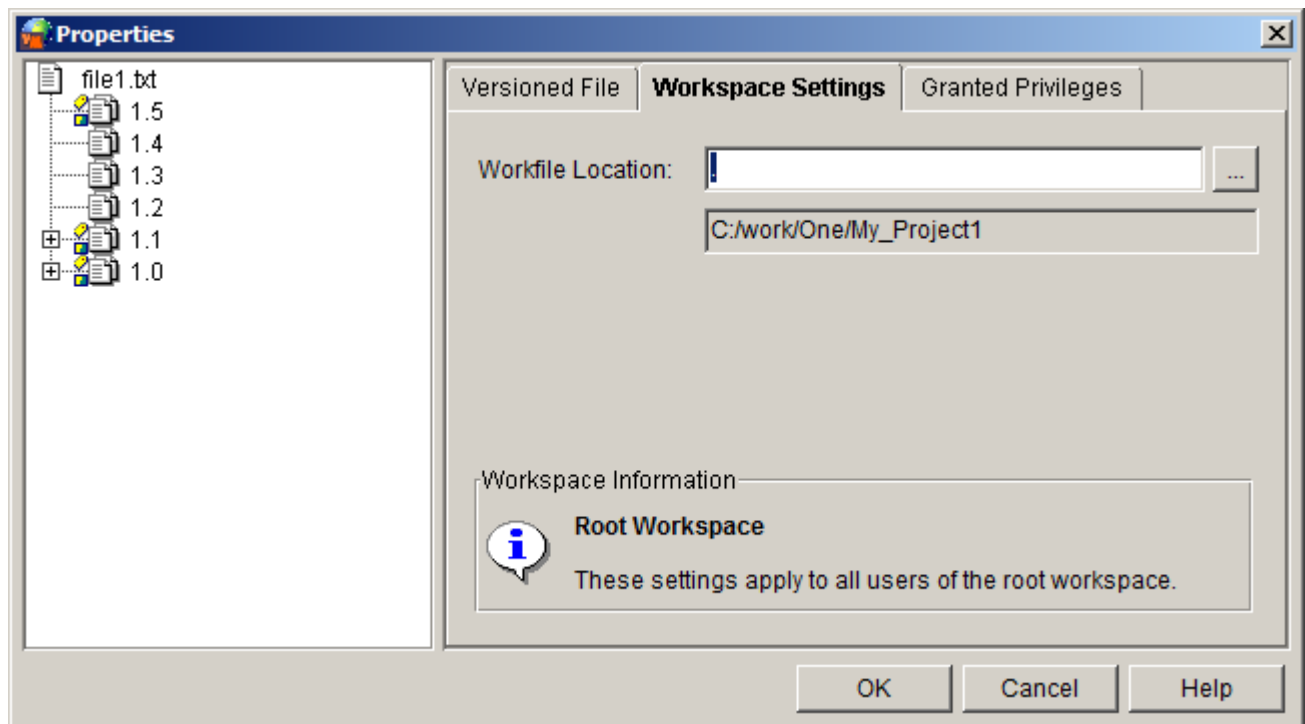 Properties
file1.txt
1.5
1.4
1.3
1.2
1.1
1.0
Versioned File
Workspace Settings
Granted Privileges
Workfile Location:
.
...
C:/work/One/My_Project1
Workspace Information
Root Workspace
These settings apply to all users of the root workspace.
OK
Cancel
Help